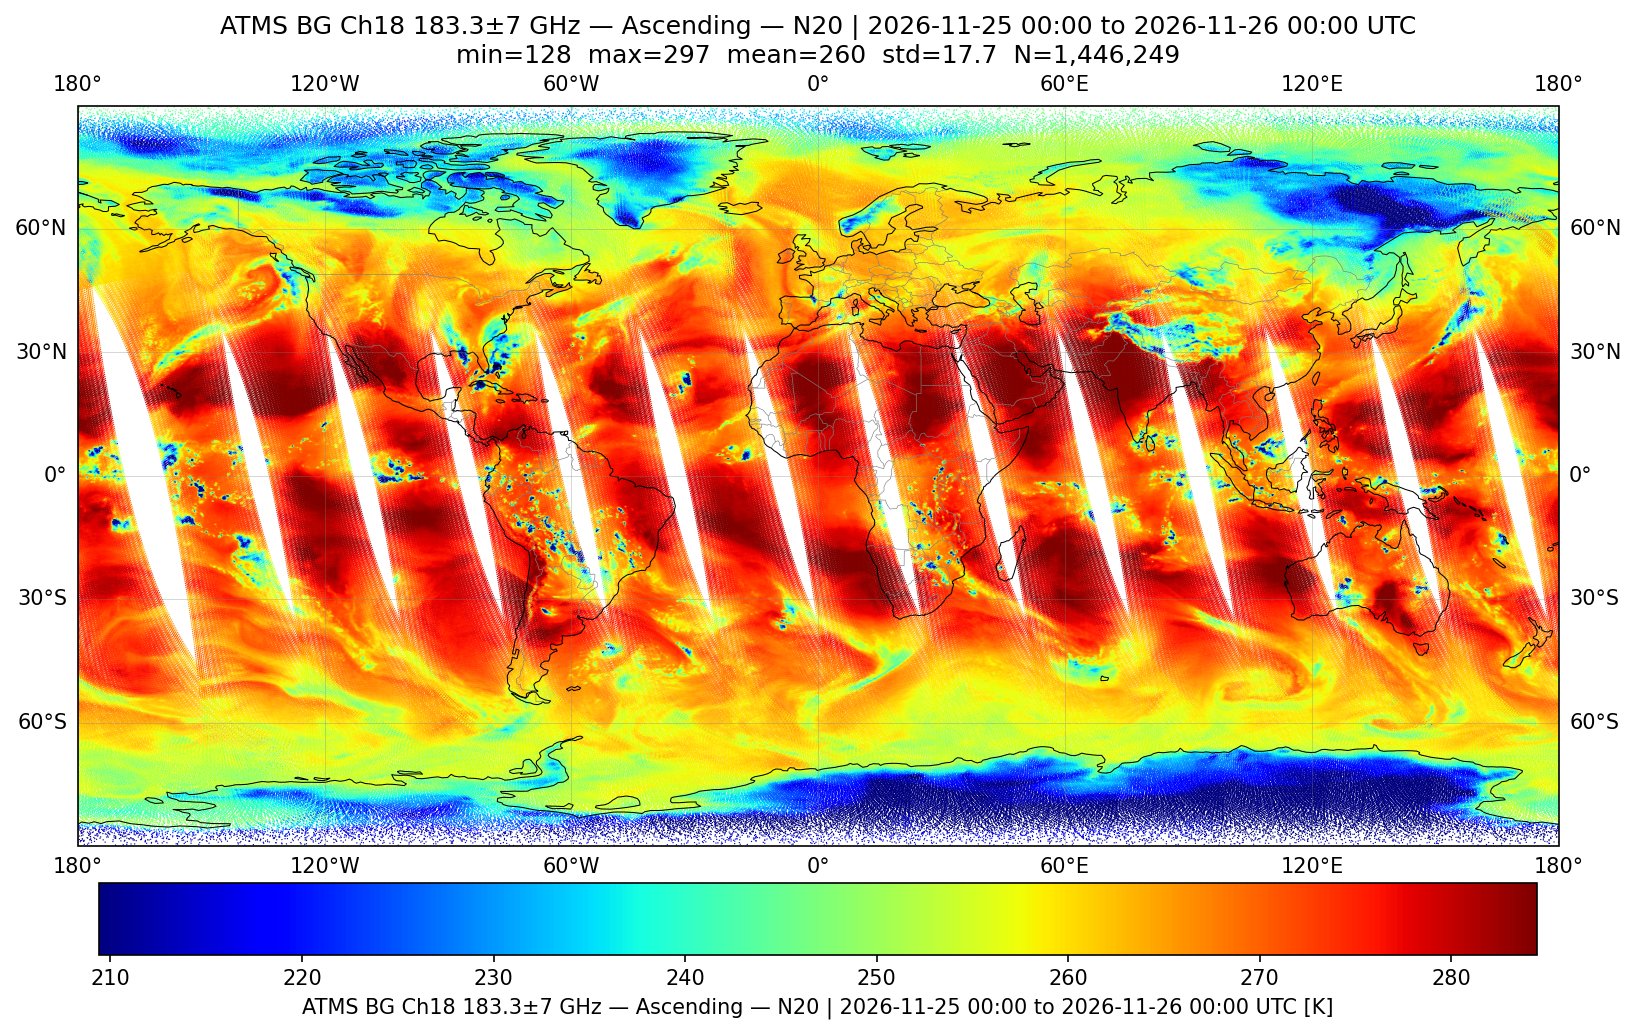 ATMS BG Ch18 183.3±7 GHz — Ascending — N20 | 2026-11-25 00:00 to 2026-11-26 00:00 UTC
min=128 max=297 mean=260 std=17.7 N=1,446,249
180° 120°W 60°W 0° 60°E 120°E 180°
60°N 60°N
30°N 30°N
0° 0°
30°S 30°S
60°S 60°S
180° 120°W 60°W 0° 60°E 120°E 180°
210 220 230 240 250 260 270 280
ATMS BG Ch18 183.3±7 GHz — Ascending — N20 | 2026-11-25 00:00 to 2026-11-26 00:00 UTC [K]